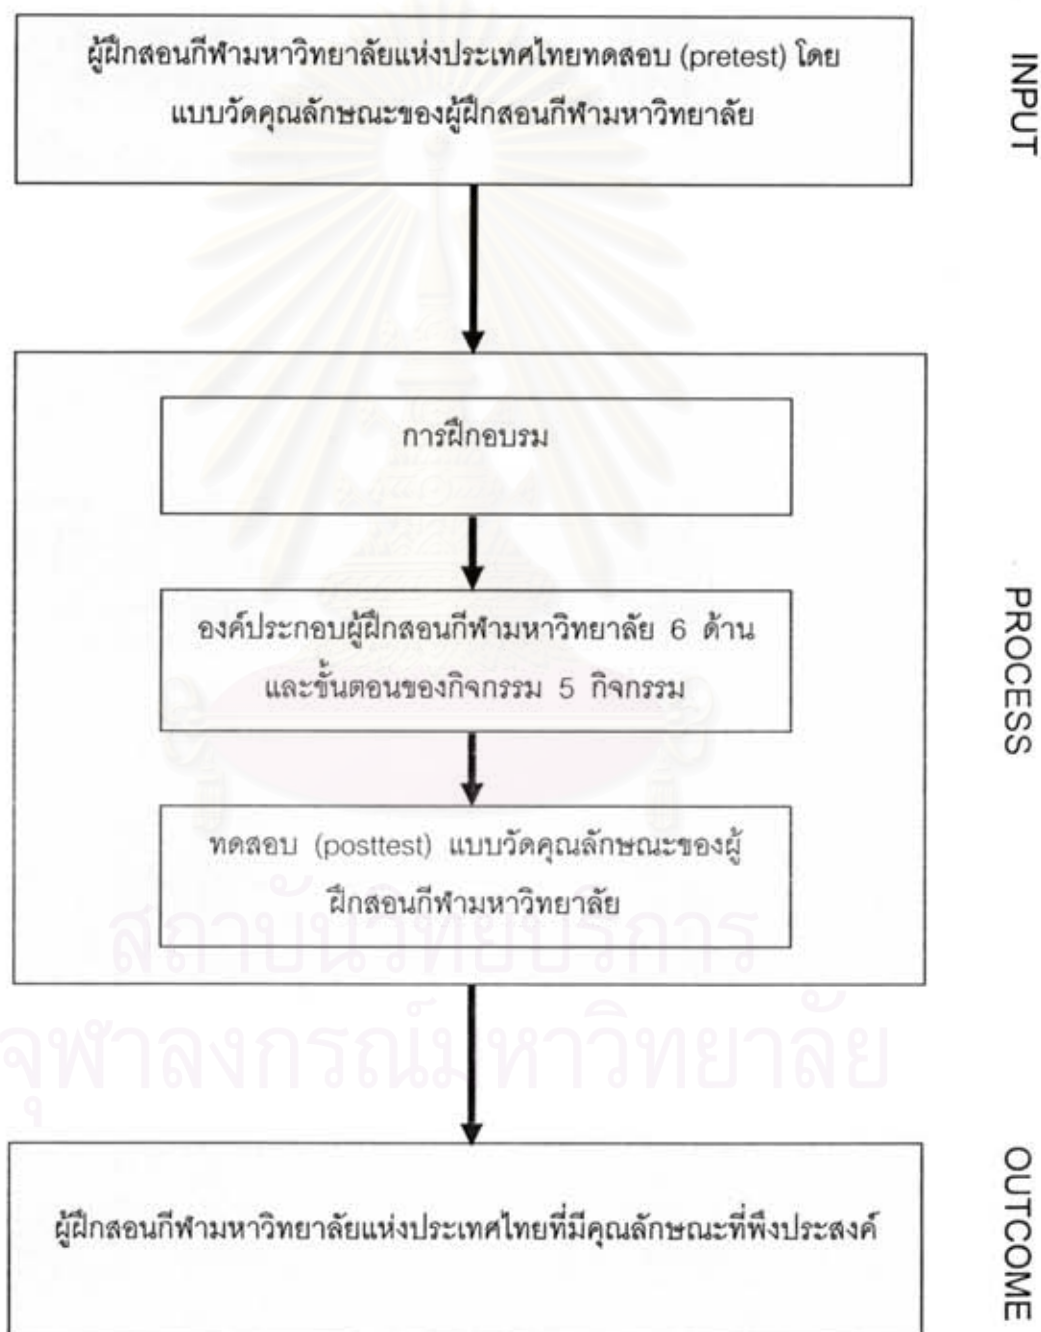 ผู้ฝึกสอนกีฬามหาวิทยาลัยแห่งประเทศไทยทดสอบ (pretest) โดย
แบบวัดคุณลักษณะของผู้ฝึกสอนกีฬามหาวิทยาลัย
INPUT
การฝึกอบรม
องค์ประกอบผู้ฝึกสอนกีฬามหาวิทยาลัย 6 ด้าน
และขั้นตอนของกิจกรรม 5 กิจกรรม
PROCESS
ทดสอบ (posttest) แบบวัดคุณลักษณะของผู้
ฝึกสอนกีฬามหาวิทยาลัย
สถาบันวิทยบริการ
จุฬาลงกรณ์มหาวิทยาลัย
ผู้ฝึกสอนกีฬามหาวิทยาลัยแห่งประเทศไทยที่มีคุณลักษณะที่พึงประสงค์
OUTCOME